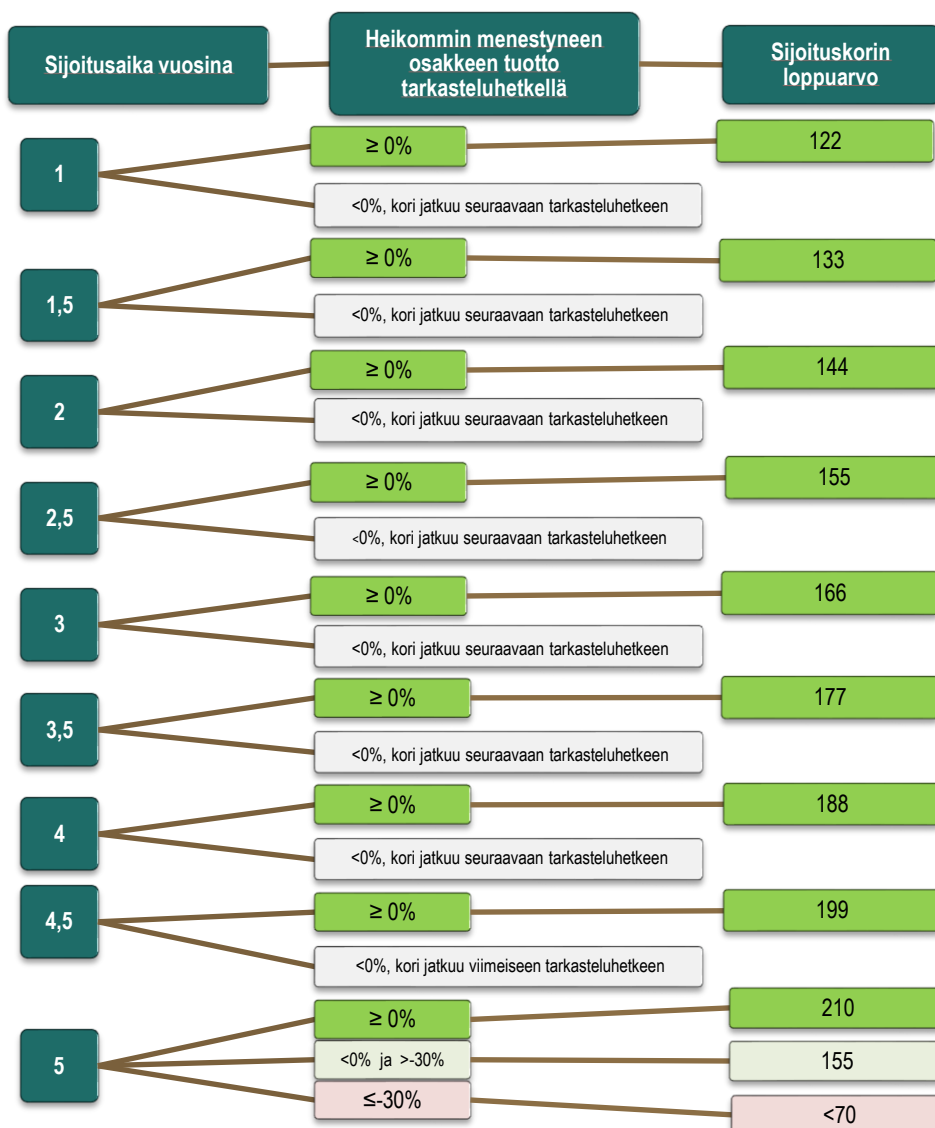 Sijoitusaika vuosina
Heikommin menestyneen
osakkeen tuotto
tarkasteluhetkellä
Sijoituskorin
loppuarvo
1
≥ 0%
122
<0%, kori jatkuu seuraavaan tarkasteluhetkeen
1,5
≥ 0%
133
<0%, kori jatkuu seuraavaan tarkasteluhetkeen
2
≥ 0%
144
<0%, kori jatkuu seuraavaan tarkasteluhetkeen
2,5
≥ 0%
155
<0%, kori jatkuu seuraavaan tarkasteluhetkeen
3
≥ 0%
166
<0%, kori jatkuu seuraavaan tarkasteluhetkeen
3,5
≥ 0%
177
<0%, kori jatkuu seuraavaan tarkasteluhetkeen
4
≥ 0%
188
<0%, kori jatkuu seuraavaan tarkasteluhetkeen
4,5
≥ 0%
199
<0%, kori jatkuu viimeiseen tarkasteluhetkeen
5
≥ 0%
210
<0% ja >-30%
155
≤-30%
<70